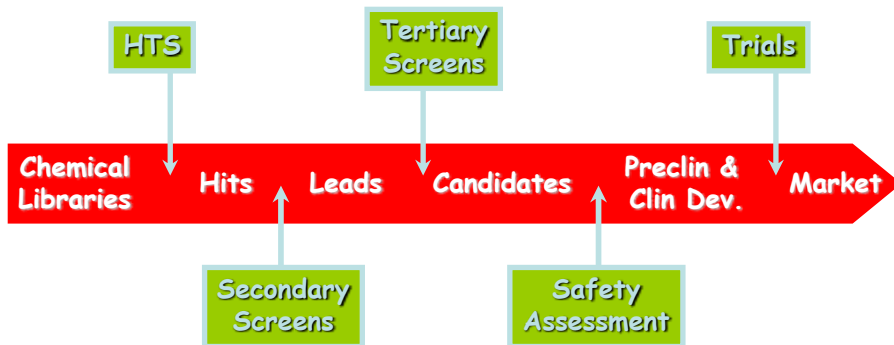 HTS
Tertiary
Screens
Trials
Chemical
Libraries
Hits
Leads
Candidates
Preclin &
Clin Dev.
Market
Secondary
Screens
Safety
Assessment